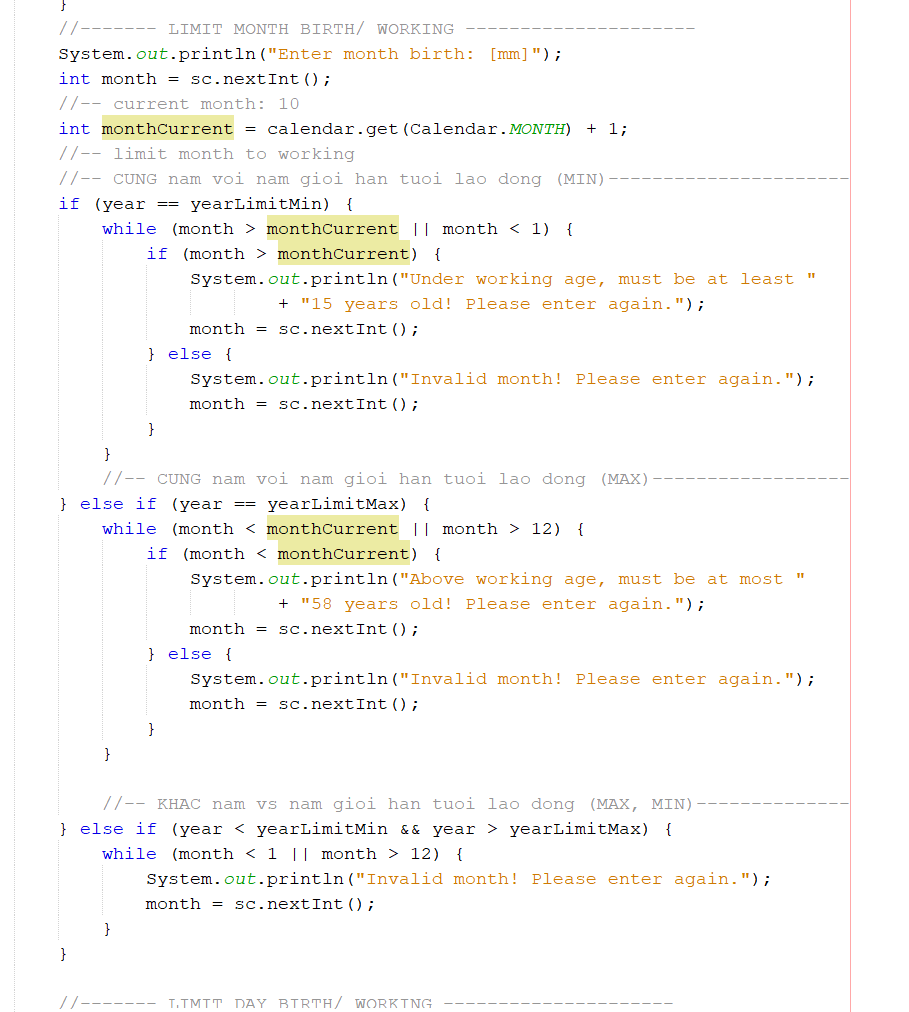 }
//------- LIMIT MONTH BIRTH/ WORKING ---------------------
System.out.println("Enter month birth: [mm]");
int month = sc.nextInt();
//-- current month: 10
int monthCurrent = calendar.get(Calendar.MONTH) + 1;
//-- limit month to working
//-- CUNG nam voi nam gioi han tuoi lao dong (MIN)----------------------
if (year == yearLimitMin) {
while (month > monthCurrent || month < 1) {
if (month > monthCurrent) {
System.out.println("Under working age, must be at least "
+ "15 years old! Please enter again.");
month = sc.nextInt();
} else {
System.out.println("Invalid month! Please enter again.");
month = sc.nextInt();
}
}
//-- CUNG nam voi nam gioi han tuoi lao dong (MAX)------------------
} else if (year == yearLimitMax) {
while (month < monthCurrent || month > 12) {
if (month < monthCurrent) {
System.out.println("Above working age, must be at most "
+ "58 years old! Please enter again.");
month = sc.nextInt();
} else {
System.out.println("Invalid month! Please enter again.");
month = sc.nextInt();
}
}
//-- KHAC nam vs nam gioi han tuoi lao dong (MAX, MIN)--------------
} else if (year < yearLimitMin && year > yearLimitMax) {
while (month < 1 || month > 12) {
System.out.println("Invalid month! Please enter again.");
month = sc.nextInt();
}
}
//------- LIMIT DAY BIRTH/ WORKING ---------------------